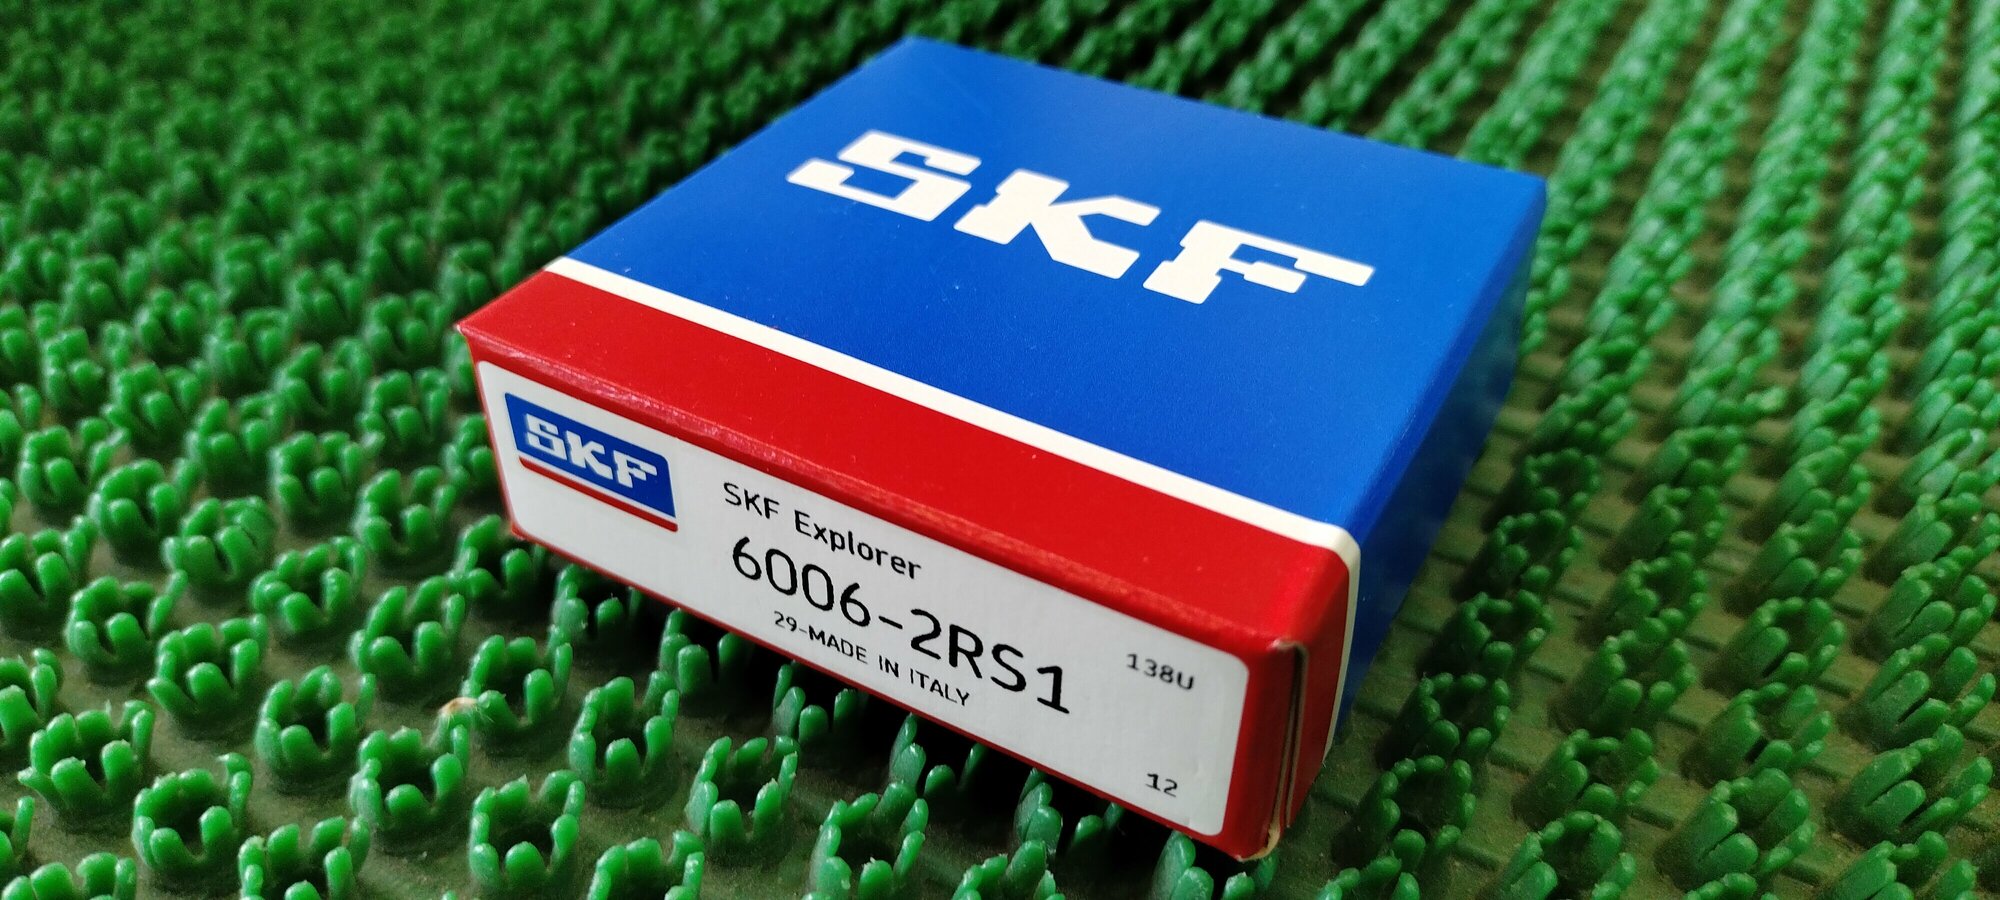 SKF
SKF
SKF Explorer
6006-2RS1
29-MADE IN ITALY
138U
12